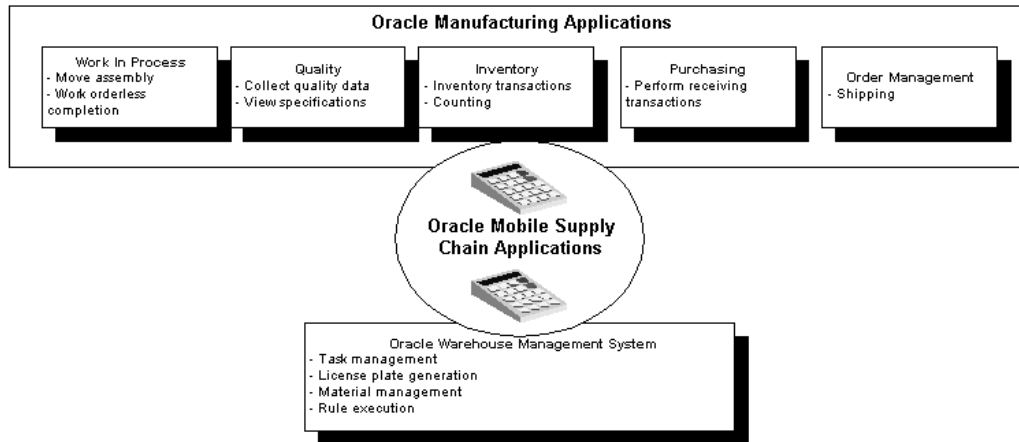 Oracle Manufacturing Applications
Work In Process
- Move assembly
- Work orderless
completion
Quality
- Collect quality data
- View specifications
Inventory
- Inventory transactions
- Counting
Purchasing
- Perform receiving
transactions
Order Management
- Shipping
Oracle Mobile Supply
Chain Applications
Oracle Warehouse Management System
- Task management
- License plate generation
- Material management
- Rule execution